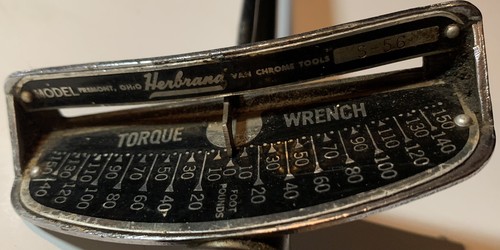 MODEL FREMONT, OHIO Herbrand VAN CHROME TOOLS S-56
TORQUE WRENCH
150 130 110 90 70 50 30 10 10 30 50 70 90 110 130 150
140 120 100 80 60 40 20 FOOT POUNDS 20 40 60 80 100 120 140